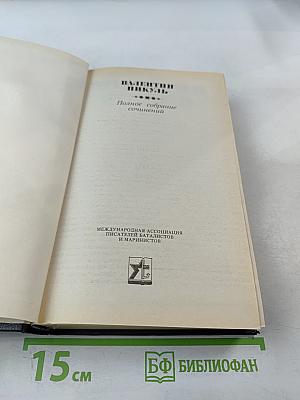 ВАЛЕНТИН
ПИКУЛЬ
Полное собрание
сочинений
МЕЖДУНАРОДНАЯ АССОЦИАЦИЯ
ПИСАТЕЛЕЙ БАТАЛИСТОВ
И МАРИНИСТОВ
15 см
БФ БИБЛИОФАН